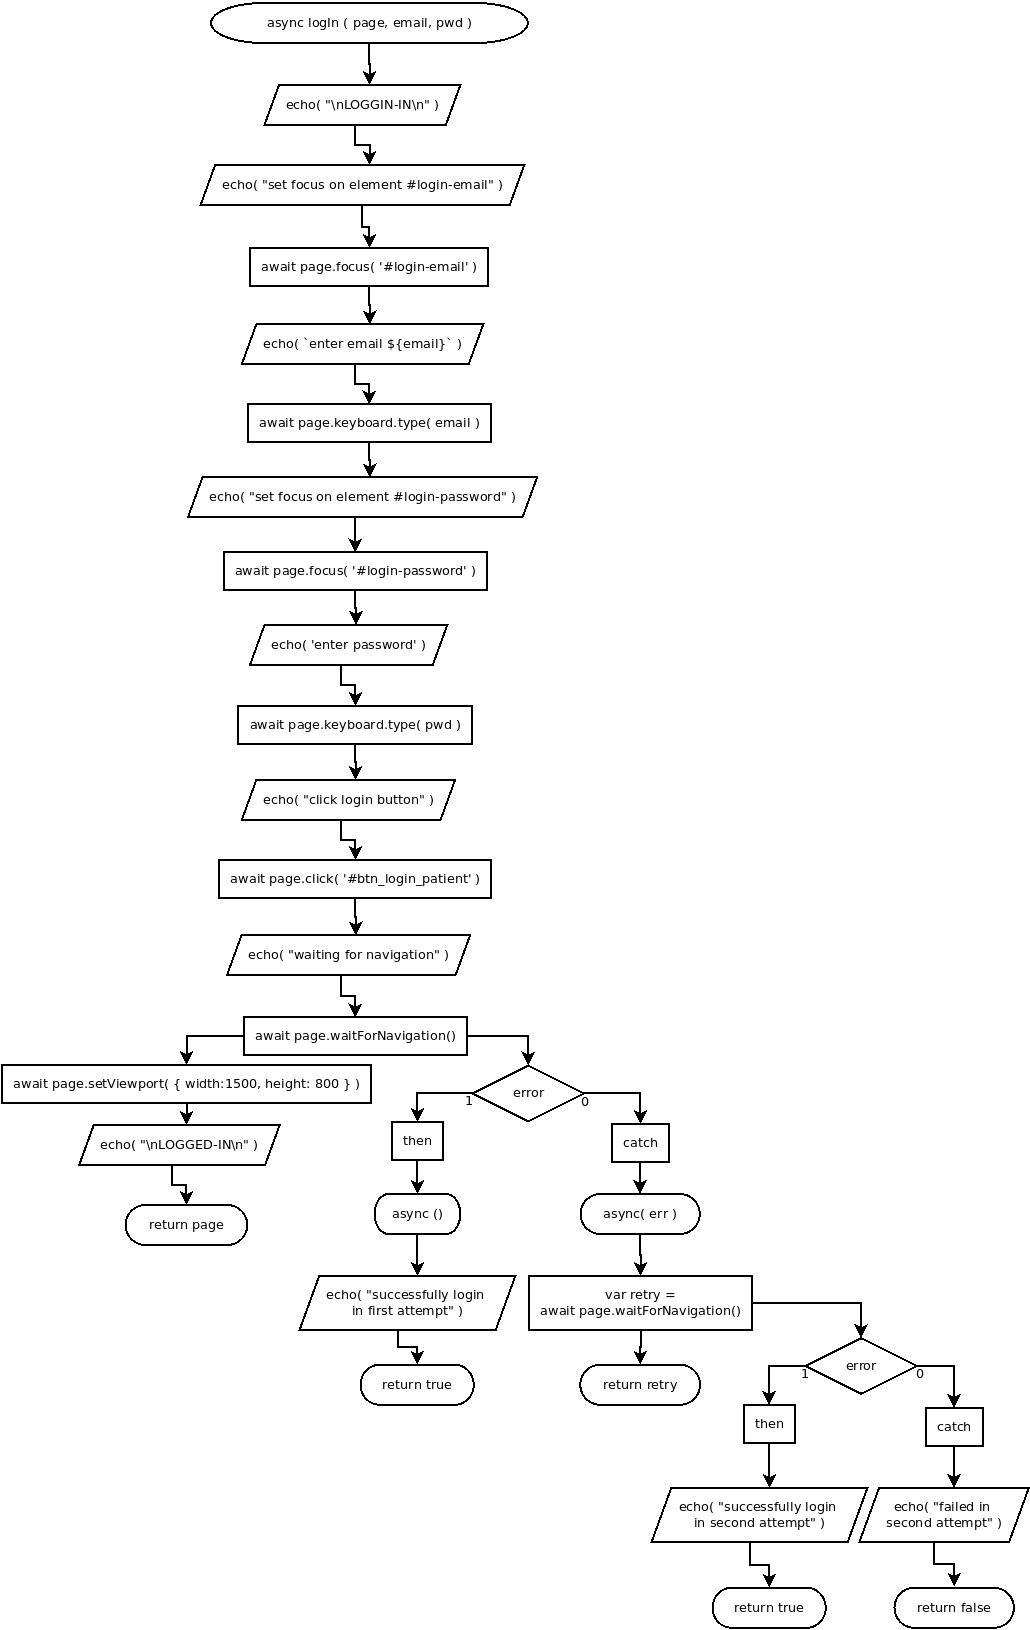 async logIn ( page, email, pwd )
echo( "\nLOGGIN-IN\n" )
echo( "set focus on element #login-email" )
await page.focus( '#login-email' )
echo( `enter email ${email}` )
await page.keyboard.type( email )
echo( "set focus on element #login-password" )
await page.focus( '#login-password' )
echo( 'enter password' )
await page.keyboard.type( pwd )
echo( "click login button" )
await page.click( '#btn_login_patient' )
echo( "waiting for navigation" )
await page.waitForNavigation()
await page.setViewport( { width:1500, height: 800 } )
echo( "\nLOGGED-IN\n" )
return page
error
1
0
then
async ()
echo( "successfully login
in first attempt" )
return true
catch
async( err )
var retry =
await page.waitForNavigation()
return retry
error
1
0
then
echo( "successfully login
in second attempt" )
return true
catch
echo( "failed in
second attempt" )
return false